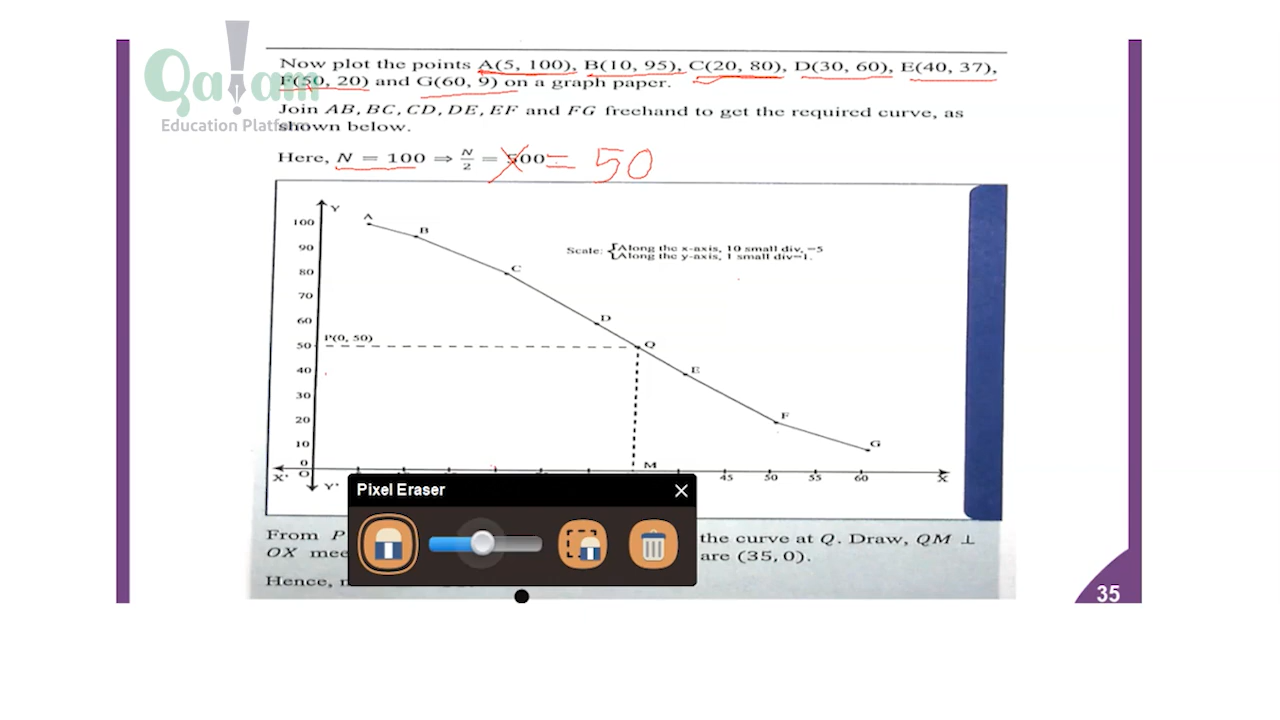 Qalam
Education Platform
Now plot the points A(5, 100), B(10, 95), C(20, 80), D(30, 60), E(40, 37),
F(50, 20) and G(60, 9) on a graph paper.
Join AB, BC, CD, DE, EF and FG freehand to get the required curve, as
shown below.
Here, N = 100 ⇒ N/2 = 500 = 50
Y
A
100
B
90
Scale: {Along the x-axis, 10 small div, =5
{Along the y-axis, 1 small div=1.
C
80
70
D
60
P(0, 50)
50
Q
E
40
30
F
20
10
G
0
M
X' O 45 50 55 60 X
Y'
Pixel Eraser
From P the curve at Q. Draw, QM ⊥
OX are (35, 0).
Hence,
35